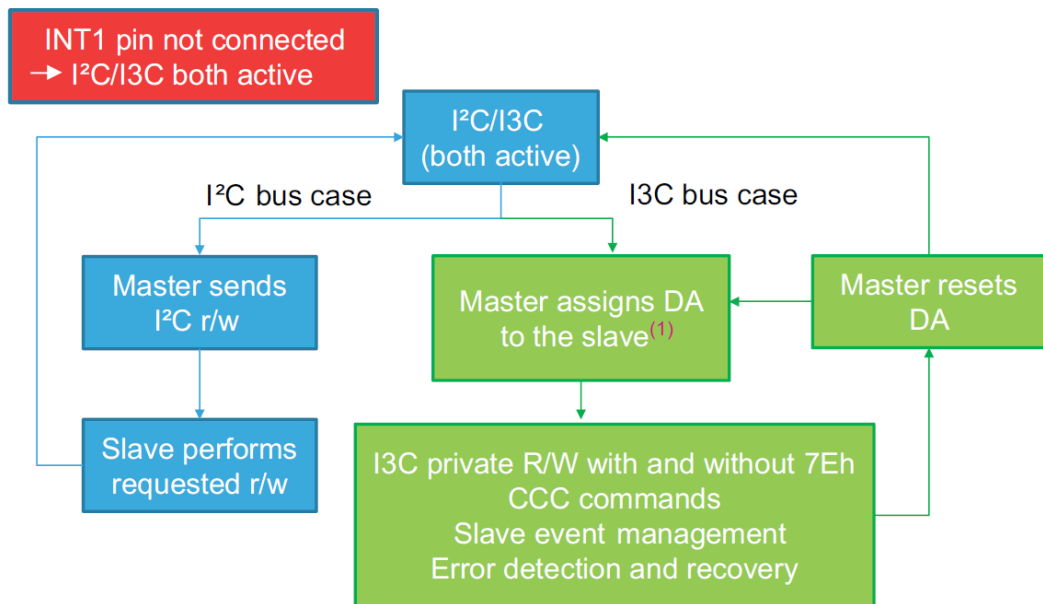 INT1 pin not connected
→ I²C/I3C both active
I²C/I3C
(both active)
I²C bus case
I3C bus case
Master sends
I²C r/w
Master assigns DA
to the slave(1)
Master resets
DA
Slave performs
requested r/w
I3C private R/W with and without 7Eh
CCC commands
Slave event management
Error detection and recovery